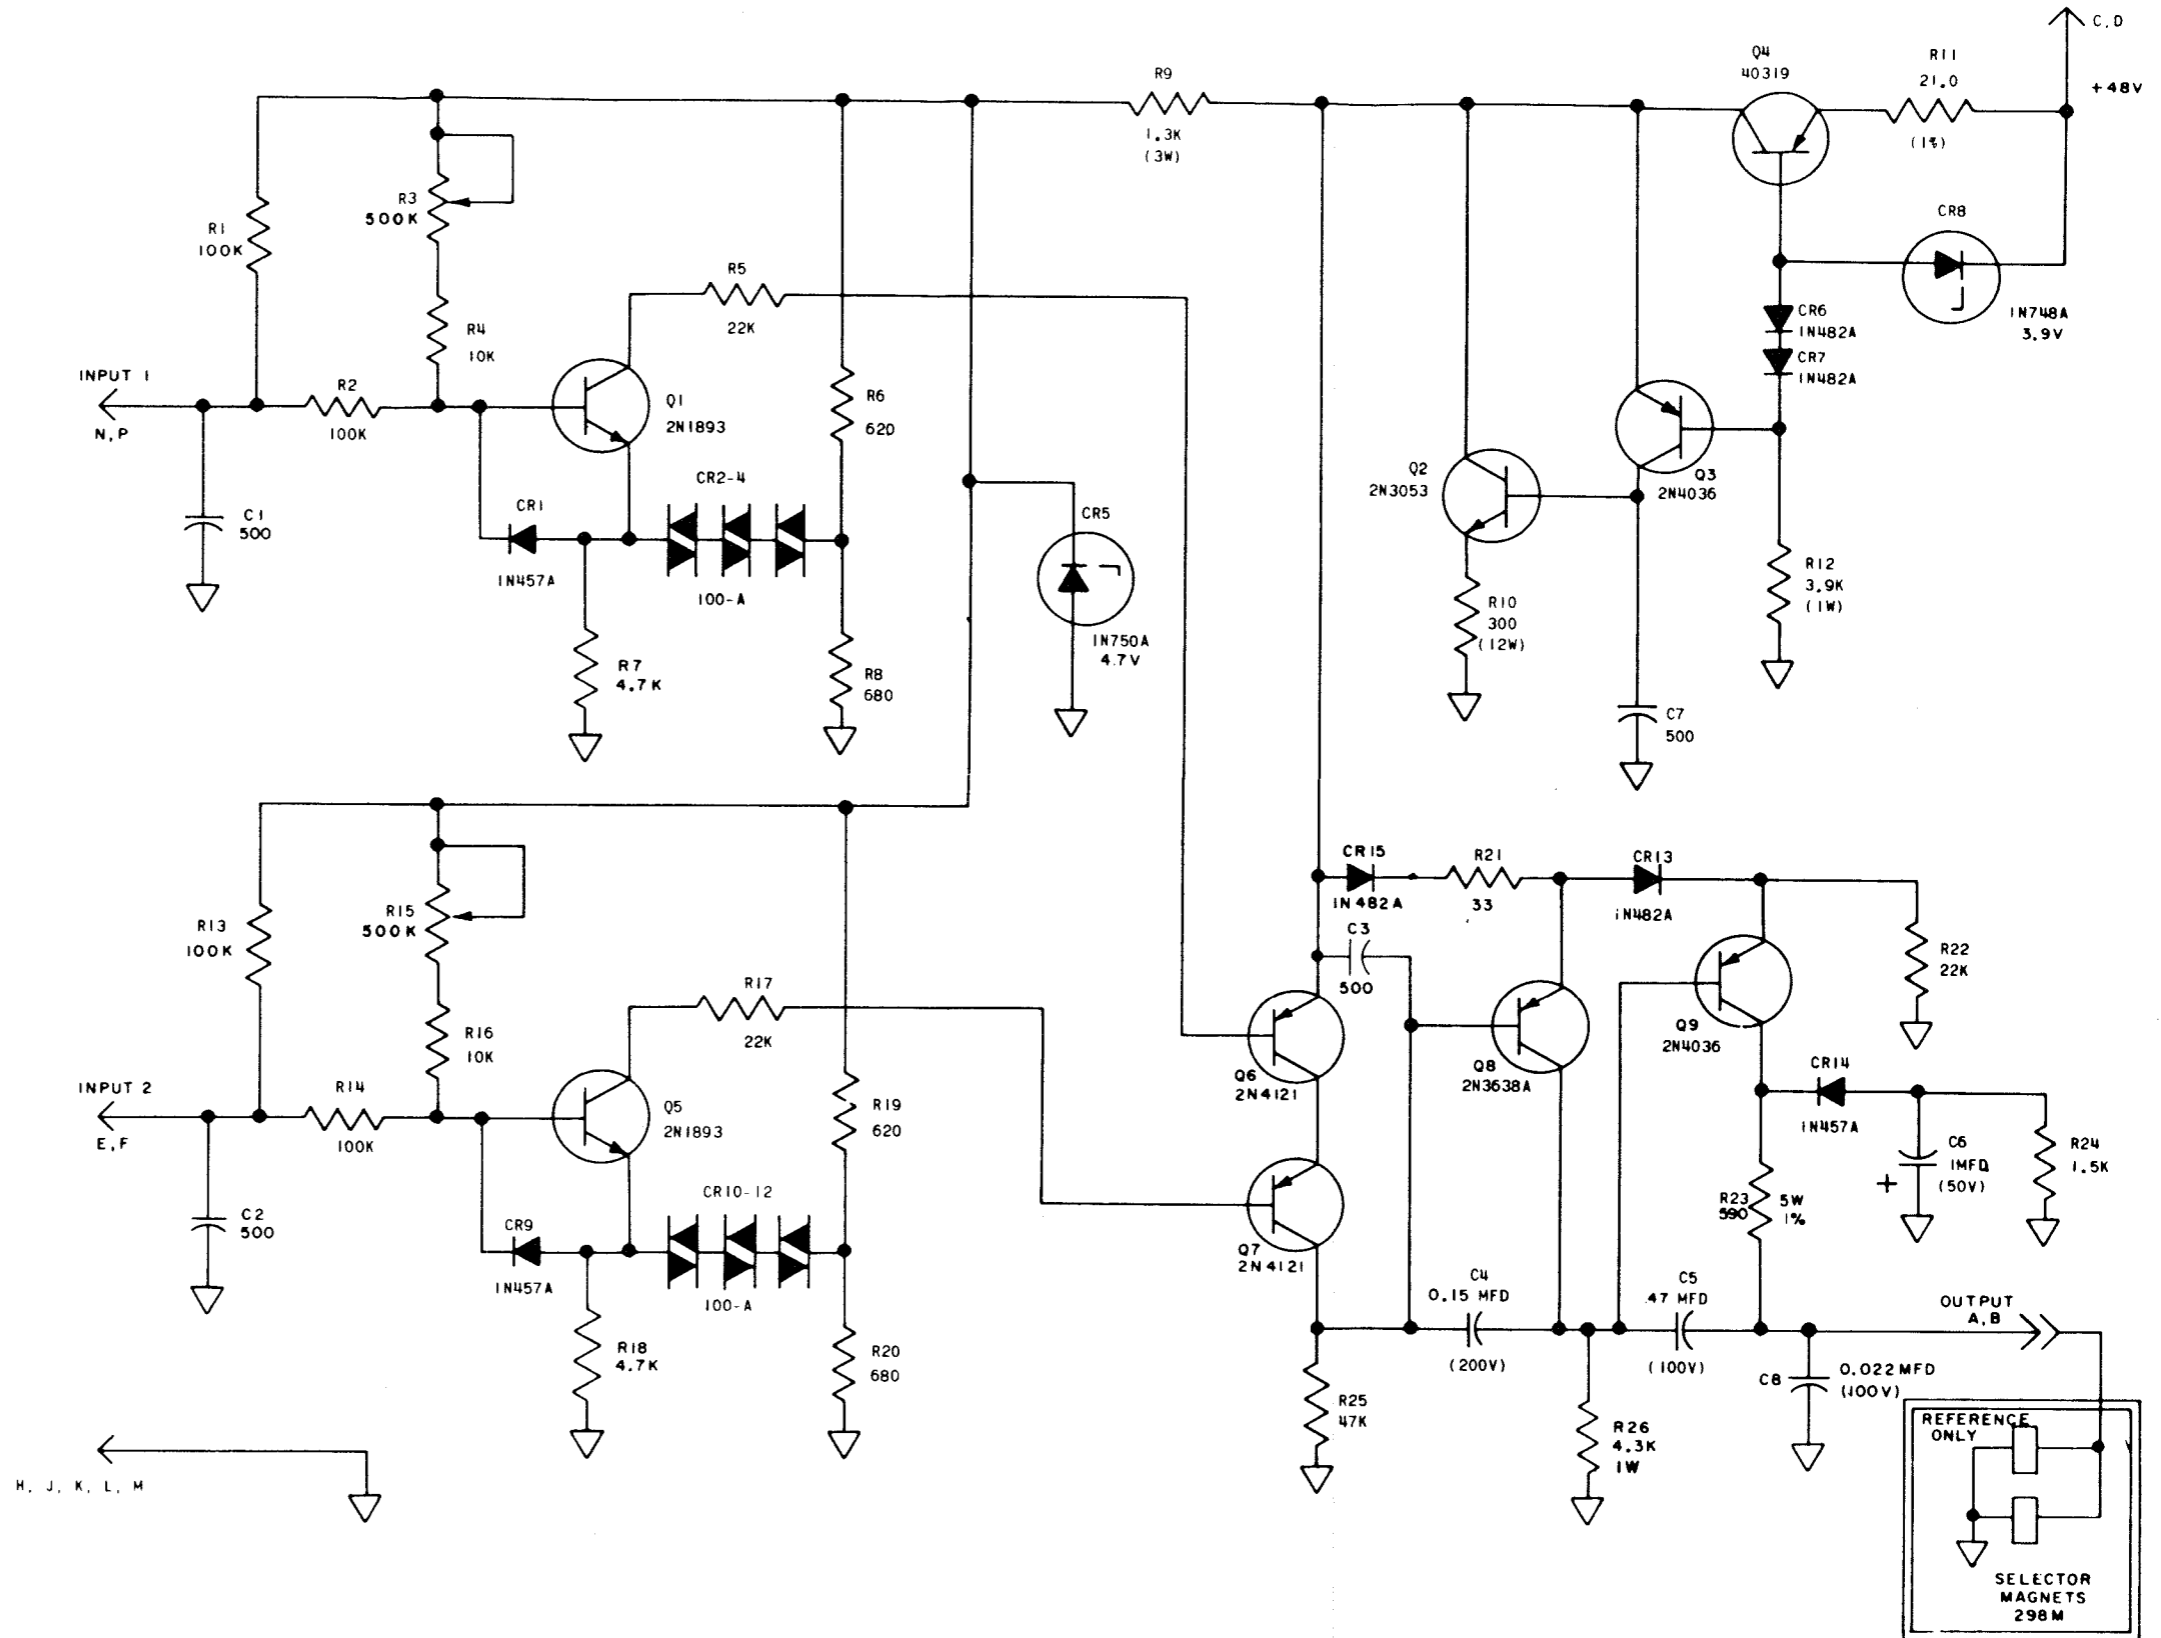 C,D
+48V
Q4
40319
R11
21.0
(1%)
R9
1.3K
(3W)
R3
500K
R1
100K
CR8
1N748A
3.9V
R5
22K
CR6
1N482A
CR7
1N482A
R4
10K
INPUT 1
N,P
R2
100K
Q1
2N1893
R6
620
Q2
2N3053
Q3
2N4036
CR2-4
100-A
CR1
1N457A
C1
500
CR5
1N750A
4.7V
R10
300
(12W)
R12
3.9K
(1W)
R7
4.7K
R8
680
C7
500
CR15
1N482A
R21
33
CR13
1N482A
R13
100K
R15
500K
C3
500
R22
22K
R17
22K
R16
10K
Q6
2N4121
Q8
2N3638A
Q9
2N4036
CR14
1N457A
INPUT 2
E,F
R14
100K
Q5
2N1893
R19
620
C6
1MFD
(50V)
+
R24
1.5K
R23
590
5W
1%
CR10-12
100-A
CR9
1N457A
C2
500
Q7
2N4121
C4
0.15 MFD
(200V)
C5
.47 MFD
(100V)
OUTPUT
A,B
R18
4.7K
R20
680
C8
0.022MFD
(100V)
R25
47K
R26
4.3K
1W
REFERENCE
ONLY
H, J, K, L, M
SELECTOR
MAGNETS
298M